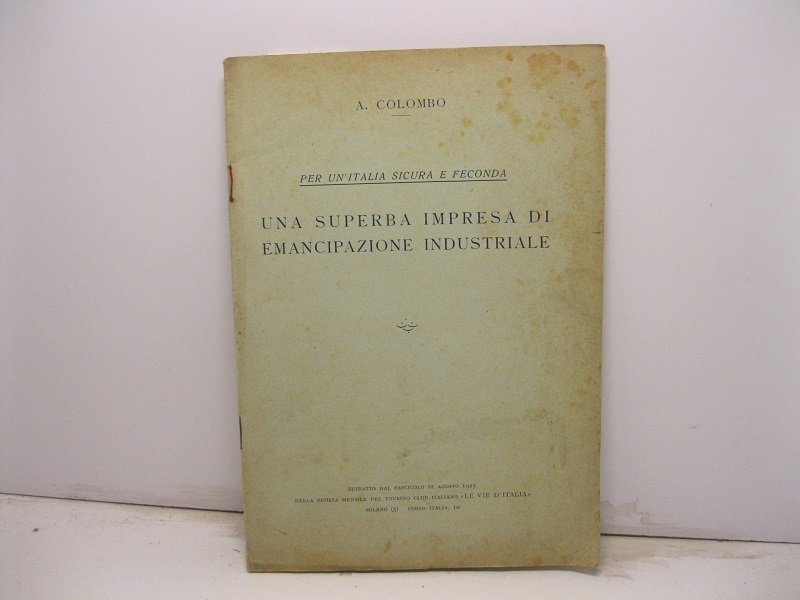 A. COLOMBO
PER UN'ITALIA SICURA E FECONDA
UNA SUPERBA IMPRESA DI
EMANCIPAZIONE INDUSTRIALE
ESTRATTO DAL FASCICOLO DI AGOSTO 1923
DELLA RIVISTA MENSILE DEL TOURING CLUB ITALIANO «LE VIE D'ITALIA»
MILANO (5) - CORSO ITALIA, 10